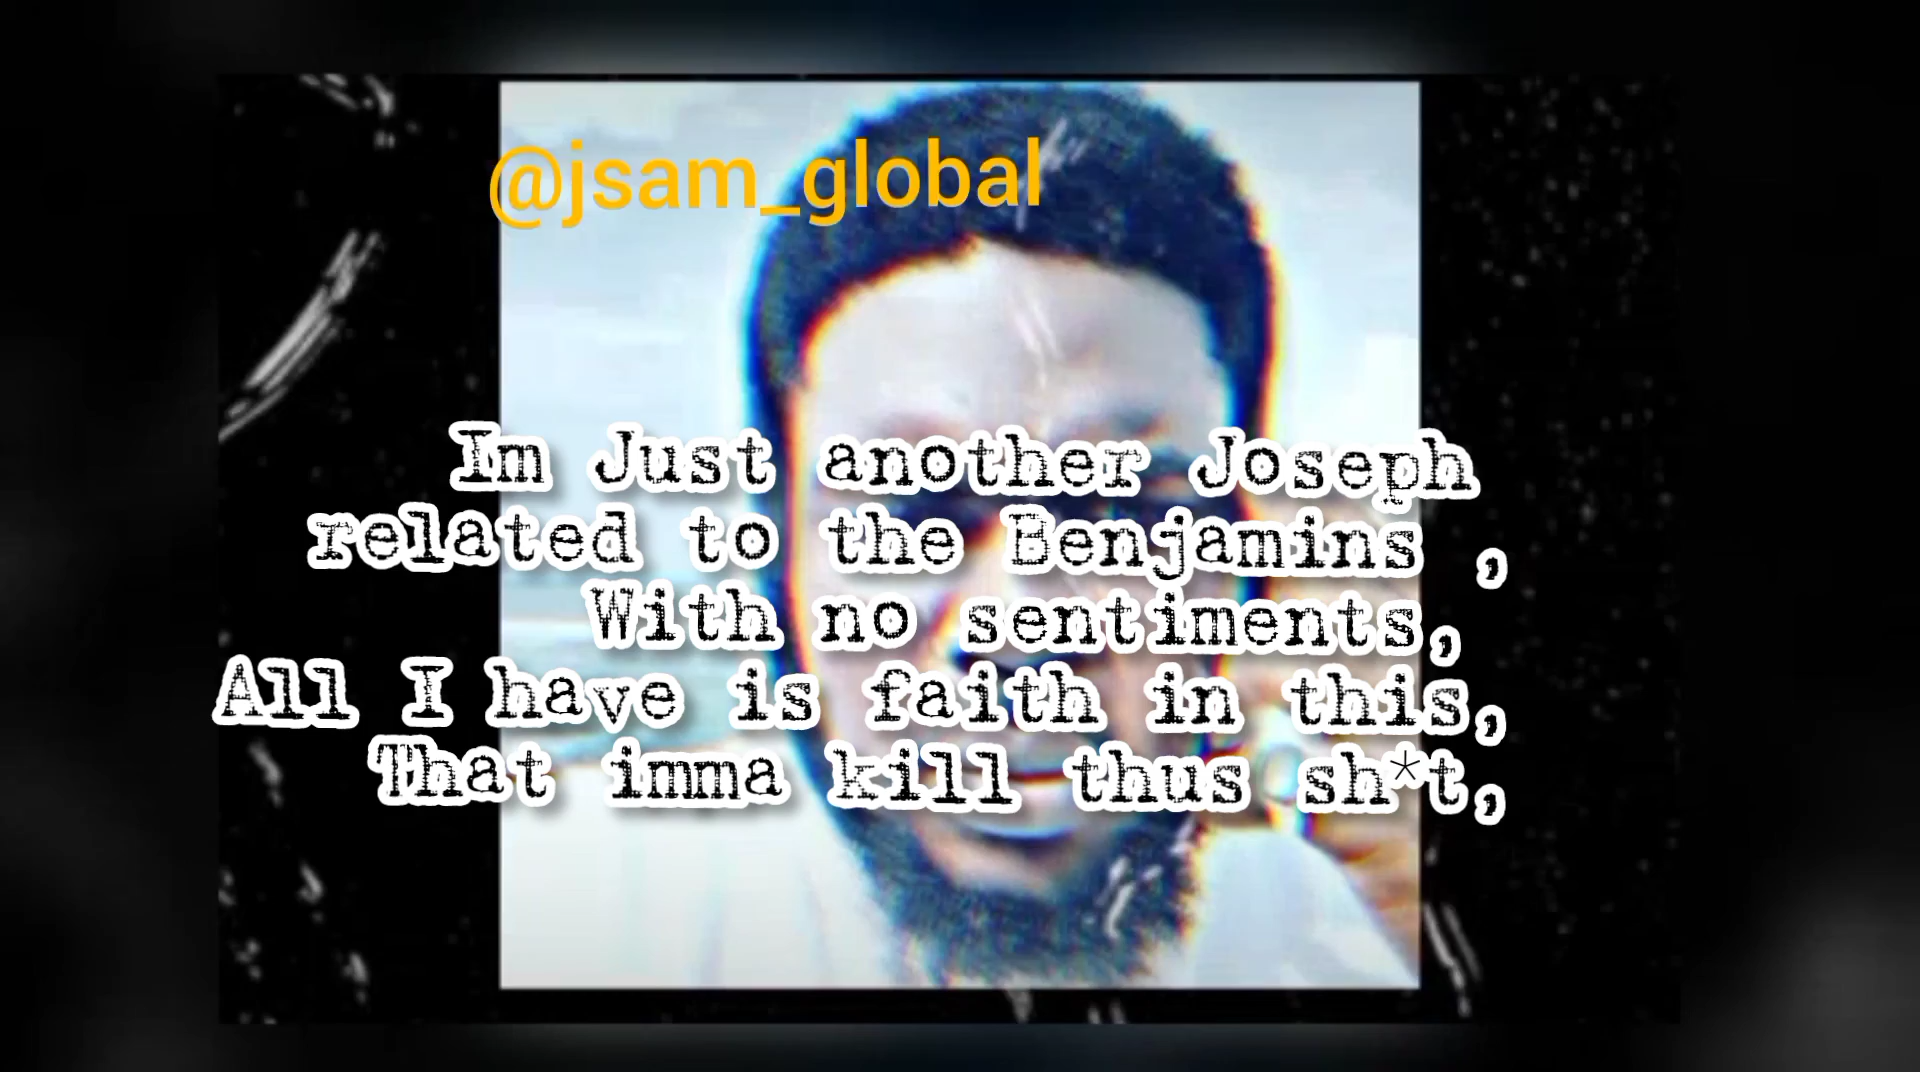 @jsam_global
Im Just another Joseph
related to the Benjamins ,
With no sentiments,
All I have is faith in this,
That imma kill thus sh*t,